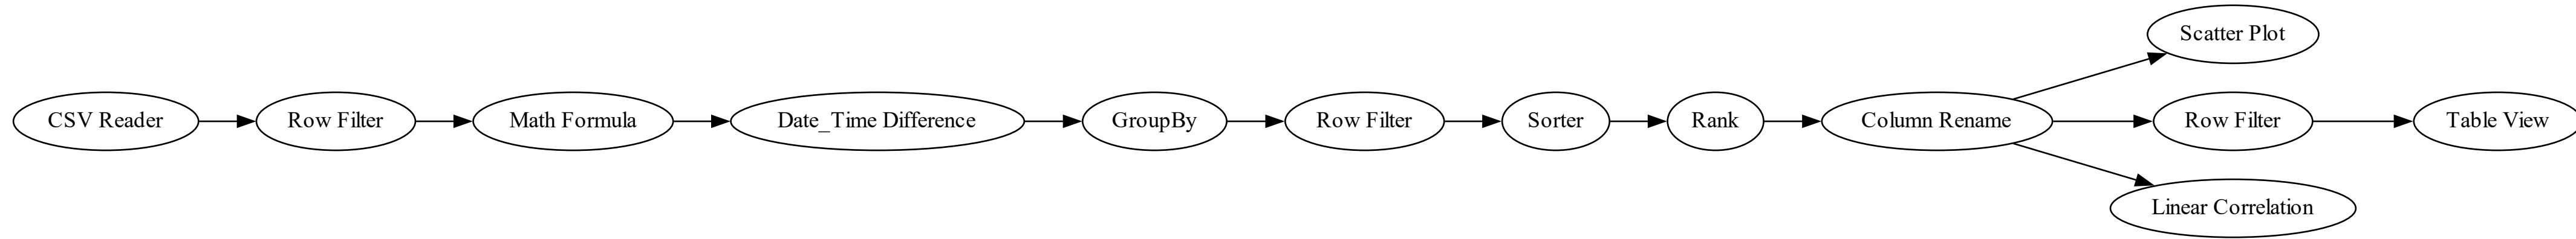 CSV Reader
Row Filter
Math Formula
Date_Time Difference
GroupBy
Row Filter
Sorter
Rank
Column Rename
Scatter Plot
Row Filter
Table View
Linear Correlation